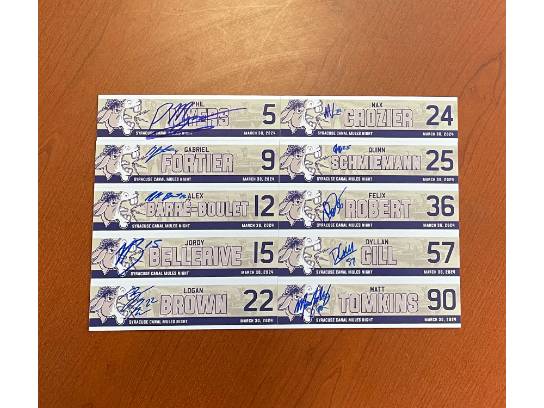 PHIL
MYERS 5
SYRACUSE CANAL MULES NIGHT MARCH 30, 2024
MAX
CROZIER 24
SYRACUSE CANAL MULES NIGHT MARCH 30, 2024
GABRIEL
FORTIER 9
SYRACUSE CANAL MULES NIGHT MARCH 30, 2024
QUINN
SCHMIEMANN 25
SYRACUSE CANAL MULES NIGHT MARCH 30, 2024
ALEX
BARRÉ-BOULET 12
SYRACUSE CANAL MULES NIGHT MARCH 30, 2024
FELIX
ROBERT 36
SYRACUSE CANAL MULES NIGHT MARCH 30, 2024
JORDY
BELLERIVE 15
15
SYRACUSE CANAL MULES NIGHT MARCH 30, 2024
DYLLAN
GILL 57
57
SYRACUSE CANAL MULES NIGHT MARCH 30, 2024
LOGAN
BROWN 22
22
SYRACUSE CANAL MULES NIGHT MARCH 30, 2024
MATT
TOMKINS 90
SYRACUSE CANAL MULES NIGHT MARCH 30, 2024